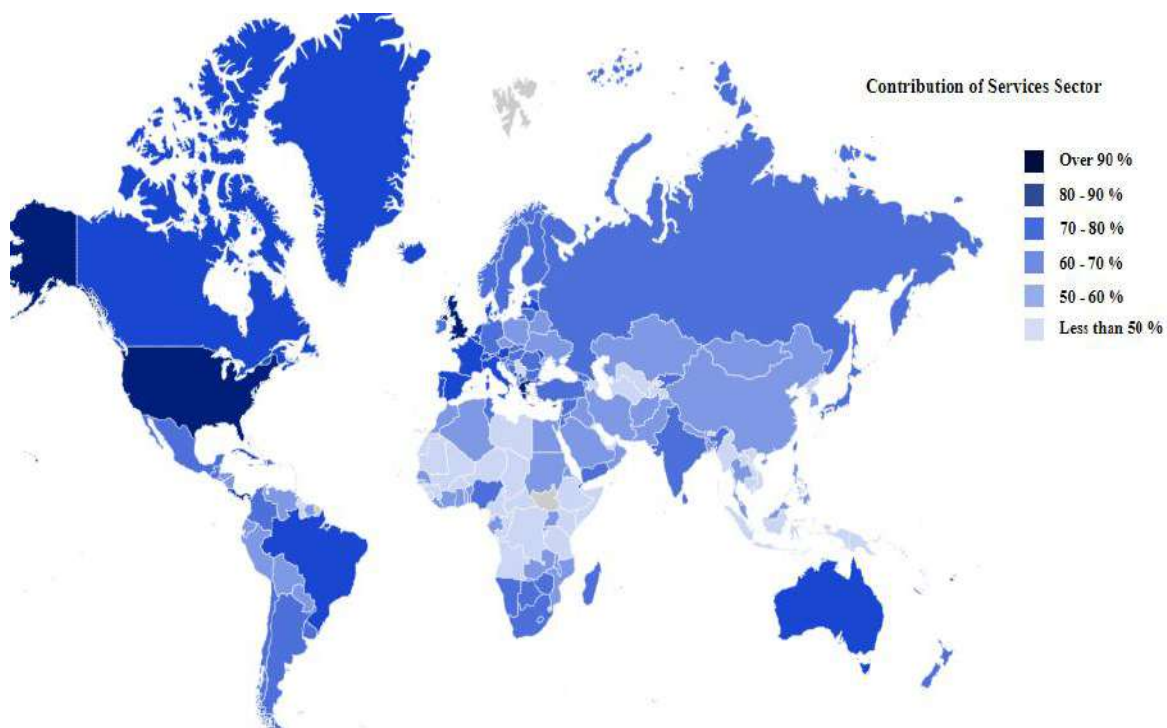 Contribution of Services Sector
Over 90 %
80 - 90 %
70 - 80 %
60 - 70 %
50 - 60 %
Less than 50 %